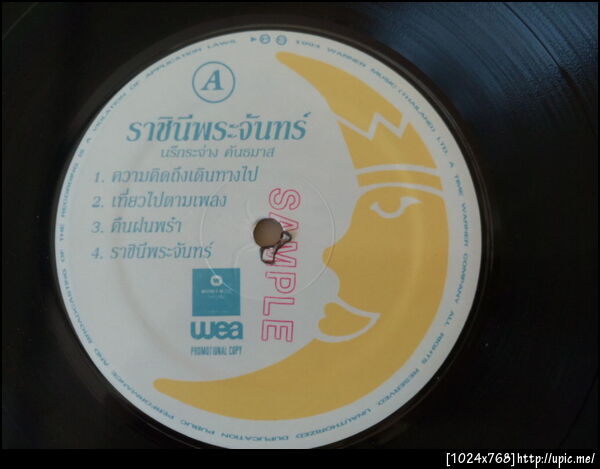 A
ราชินีพระจันทร์
นรีกระจ่าง คันธมาส
1. ความคิดถึงเดินทางไป
2. เที่ยวไปตามเพลง
3. คืนฝนพรำ
4. ราชินีพระจันทร์
SAMPLE
WARNER MUSIC
wea
PROMOTIONAL COPY
℗ © 1994 WARNER MUSIC (THAILAND) LTD. A TIME WARNER COMPANY. ALL RIGHTS RESERVED. UNAUTHORIZED DUPLICATION PUBLIC PERFORMANCE AND BROADCASTING OF THE RECORDING IS A VIOLATION OF APPLICATION LAWS.
[1024x768]http://upic.me/